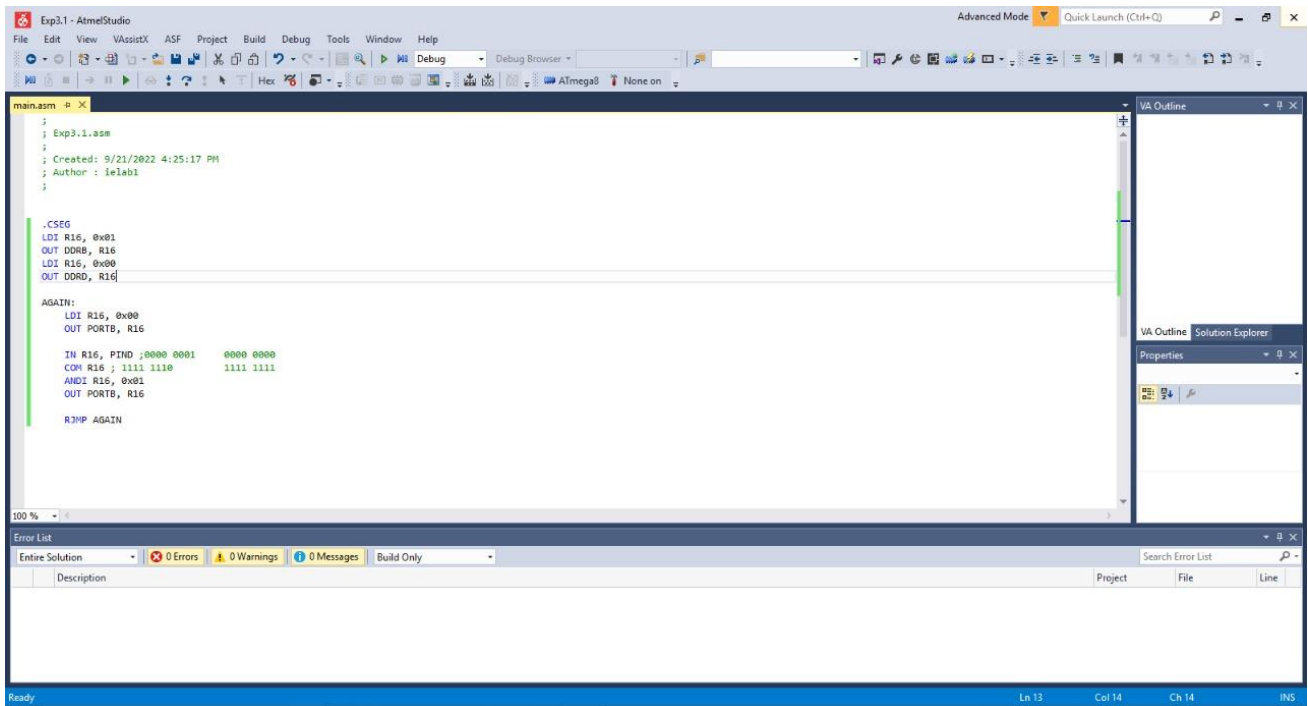 Exp3.1 - AtmelStudio
Advanced Mode
Quick Launch (Ctrl+Q)
File Edit View VAssistX ASF Project Build Debug Tools Window Help
Debug Debug Browser
Hex ATmega8 None on
main.asm
;
; Exp3.1.asm
;
; Created: 9/21/2022 4:25:17 PM
; Author : ielab1
;
.CSEG
LDI R16, 0x01
OUT DDRB, R16
LDI R16, 0x00
OUT DDRD, R16
AGAIN:
LDI R16, 0x00
OUT PORTB, R16
IN R16, PIND ;0000 0001 0000 0000
COM R16 ; 1111 1110 1111 1111
ANDI R16, 0x01
OUT PORTB, R16
RJMP AGAIN
100 %
VA Outline
VA Outline Solution Explorer
Properties
Error List
Entire Solution 0 Errors 0 Warnings 0 Messages Build Only
Search Error List
Description Project File Line
Ready Ln 13 Col 14 Ch 14 INS